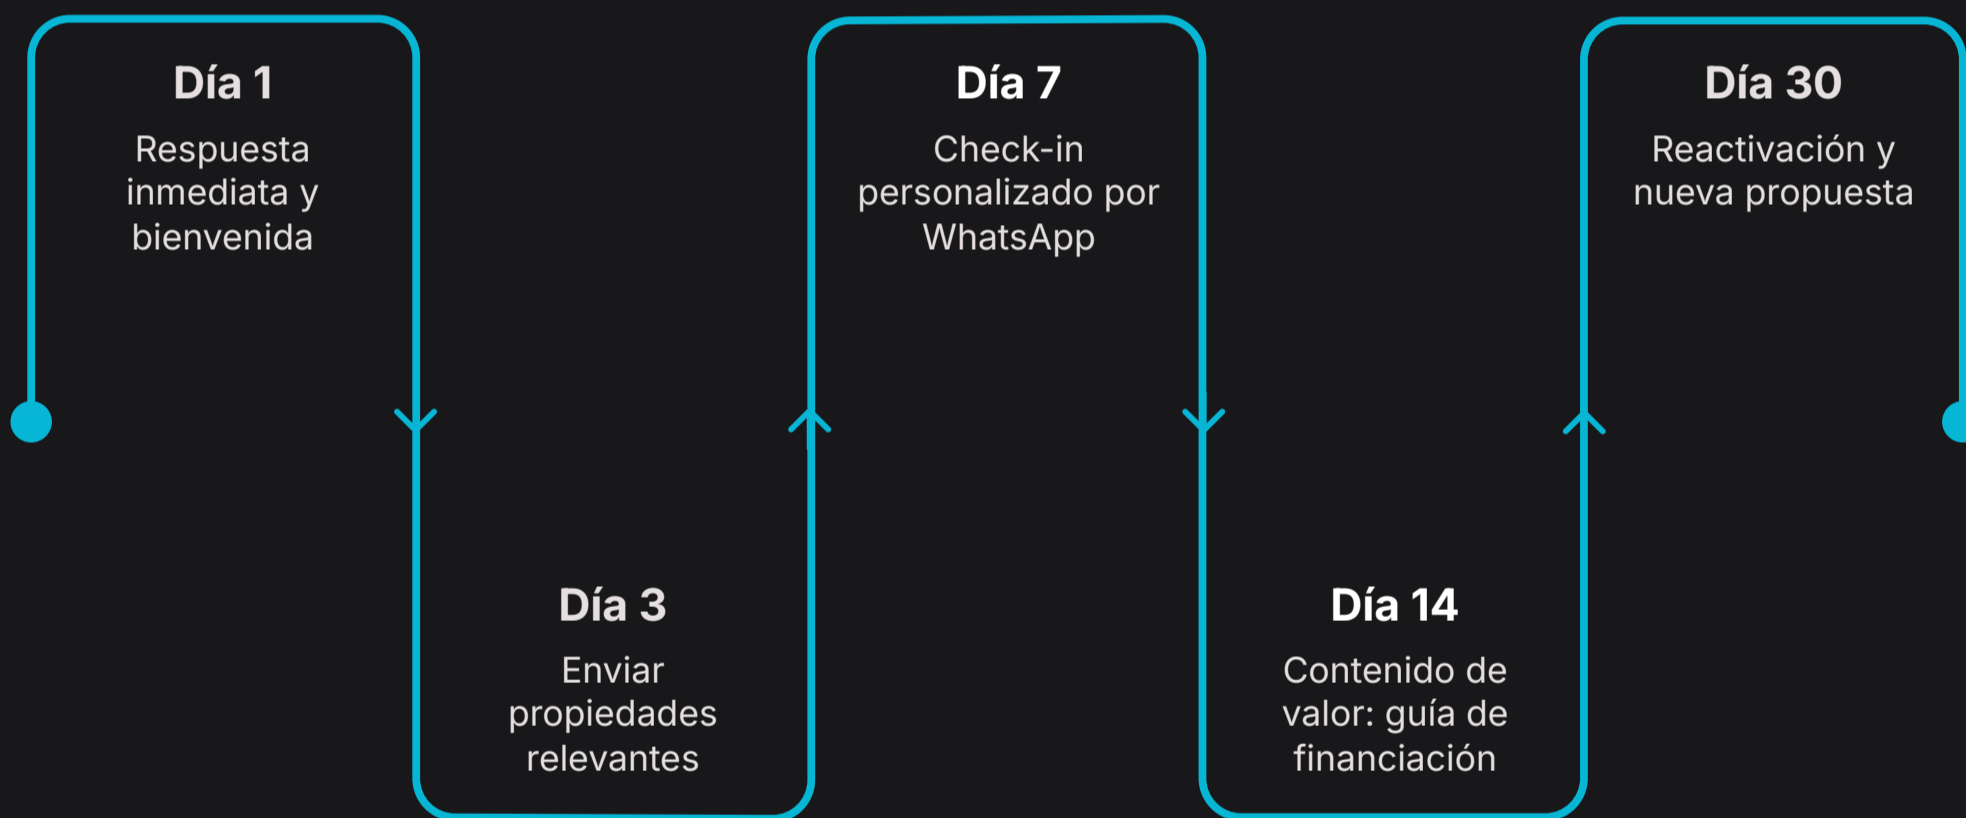 Día 1
Respuesta
inmediata y
bienvenida
Día 3
Enviar
propiedades
relevantes
Día 7
Check-in
personalizado por
WhatsApp
Día 14
Contenido de
valor: guía de
financiación
Día 30
Reactivación y
nueva propuesta